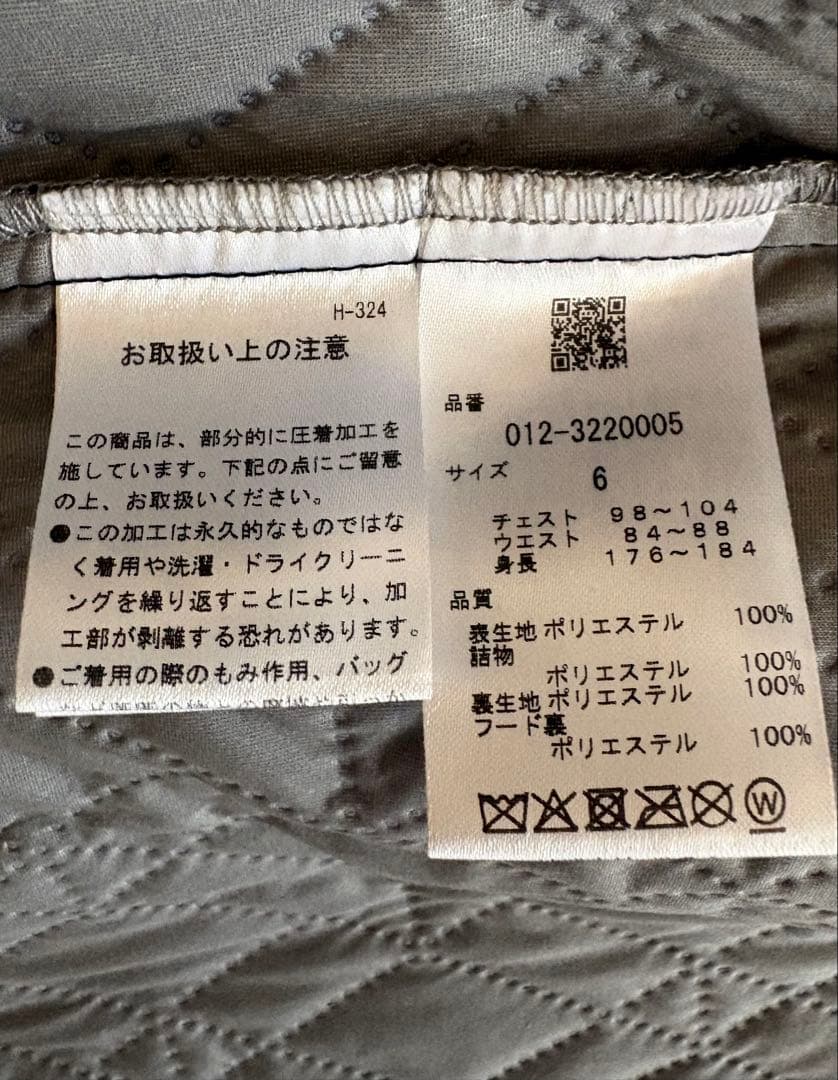 H-324
お取扱い上の注意
この商品は、部分的に圧着加工を
施しています。下記の点にご留意
の上、お取扱いください。
●この加工は永久的なものではな
く着用や洗濯・ドライクリーニ
ングを繰り返すことにより、加
工部が剥離する恐れがあります。
●ご着用の際のもみ作用、バッグ
品番
012-3220005
サイズ
6
チェスト 98～104
ウエスト 84～88
身長 176～184
品質
表生地 ポリエステル 100%
詰物
ポリエステル 100%
裏生地 ポリエステル 100%
フード裏
ポリエステル 100%
W